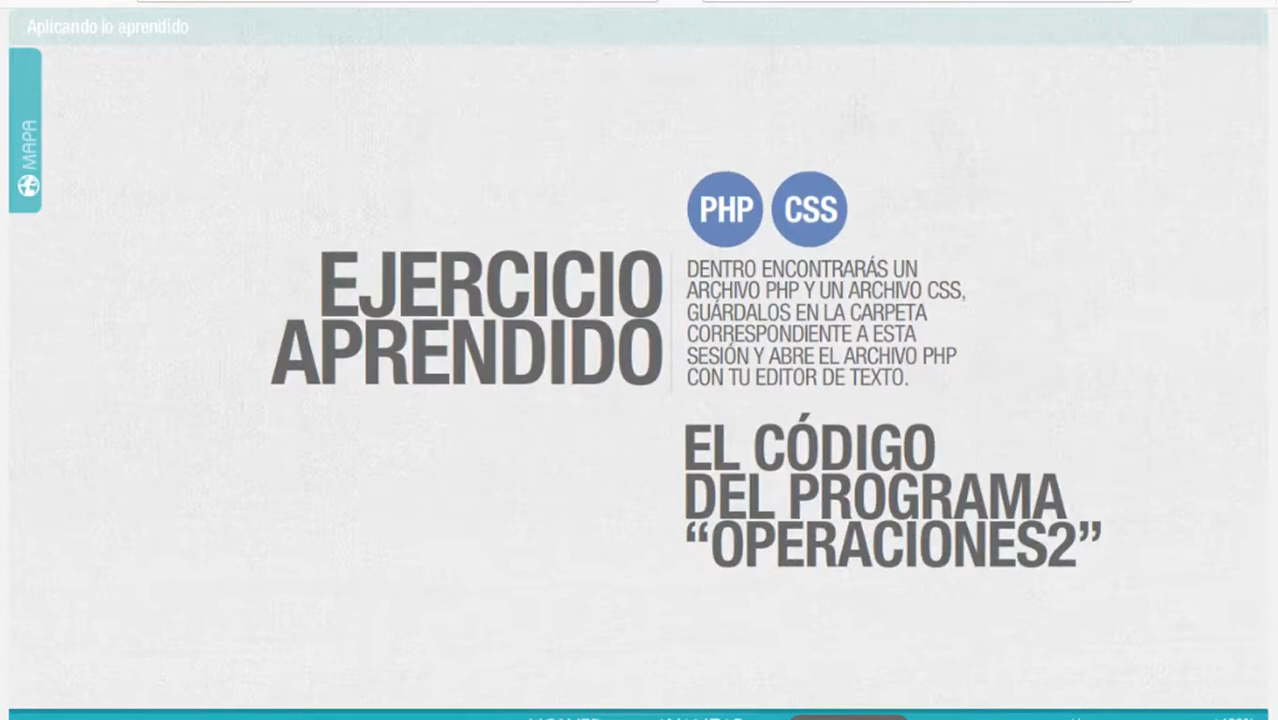 Aplicando lo aprendido
MAPA
PHP CSS
EJERCICIO
APRENDIDO
DENTRO ENCONTRARÁS UN
ARCHIVO PHP Y UN ARCHIVO CSS,
GUÁRDALOS EN LA CARPETA
CORRESPONDIENTE A ESTA
SESIÓN Y ABRE EL ARCHIVO PHP
CON TU EDITOR DE TEXTO.
EL CÓDIGO
DEL PROGRAMA
“OPERACIONES2”